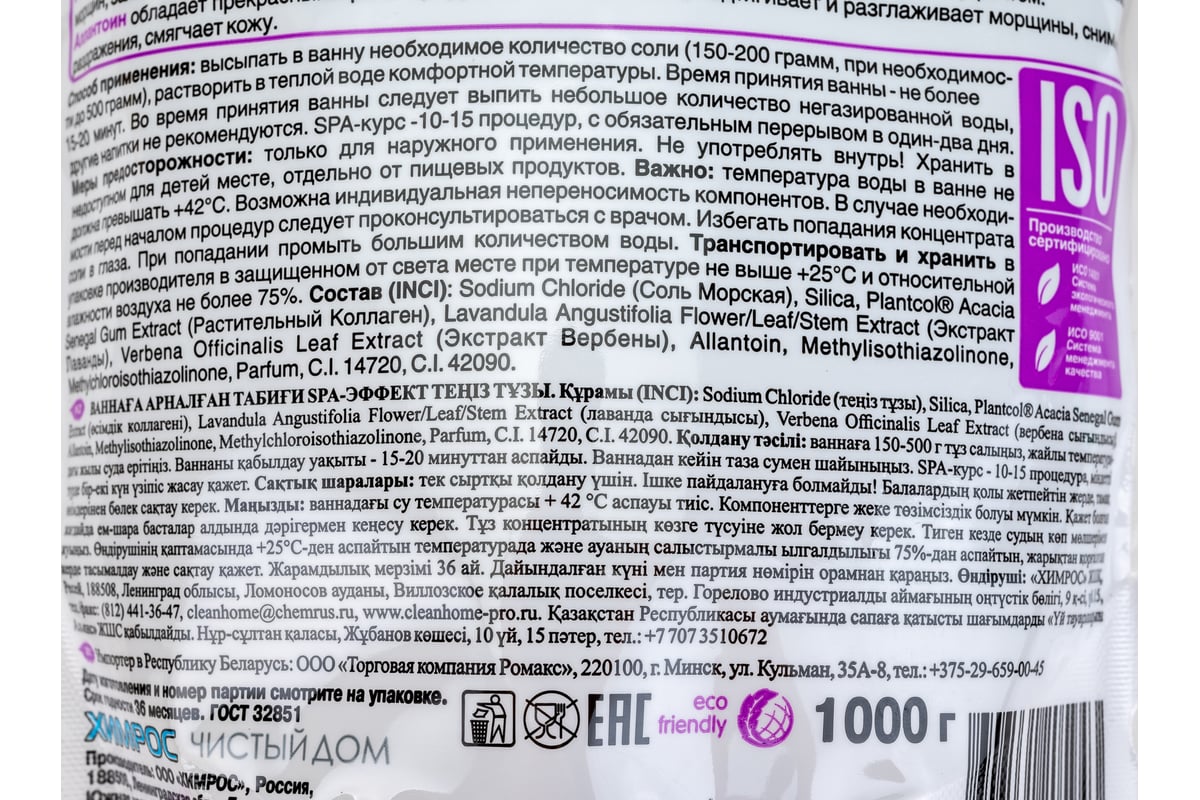 Аллантоин обладает
и разглаживает морщины,
раздражения, смягчает кожу.
Способ применения: высыпать в ванну необходимое количество соли (150-200 грамм, при необходимос-
ти до 500 грамм), растворить в теплой воде комфортной температуры. Время принятия ванны - не более
15-20 минут. Во время принятия ванны следует выпить небольшое количество негазированной воды,
другие напитки не рекомендуются. SPA-курс -10-15 процедур, с обязательным перерывом в один-два дня.
Меры предосторожности: только для наружного применения. Не употреблять внутрь! Хранить в
недоступном для детей месте, отдельно от пищевых продуктов. Важно: температура воды в ванне не
должна превышать +42°С. Возможна индивидуальная непереносимость компонентов. В случае необходи-
мости перед началом процедур следует проконсультироваться с врачом. Избегать попадания концентрата
соли в глаза. При попадании промыть большим количеством воды. Транспортировать и хранить в
упаковке производителя в защищенном от света месте при температуре не выше +25°С и относительной
влажности воздуха не более 75%. Состав (INCI): Sodium Chloride (Соль Морская), Silica, Plantcol® Acacia
Senegal Gum Extract (Растительный Коллаген), Lavandula Angustifolia Flower/Leaf/Stem Extract (Экстракт
Лаванды), Verbena Officinalis Leaf Extract (Экстракт Вербены), Allantoin, Methylisothiazolinone,
Methylchloroisothiazolinone, Parfum, C.I. 14720, C.I. 42090.
ISO
Производство
сертифицировано
ИСО 14001
Система
экологического
менеджмента
ИСО 9001
Система
менеджмента
качества
ВАННАҒА АРНАЛҒАН ТАБИҒИ SPA-ЭФФЕКТ ТЕҢІЗ ТҰЗЫ. Құрамы (INCI): Sodium Chloride (теңіз тұзы), Silica, Plantcol® Acacia Senegal Gum
Extract (өсімдік коллагені), Lavandula Angustifolia Flower/Leaf/Stem Extract (лаванда сығындысы), Verbena Officinalis Leaf Extract (вербена сығындысы)
Allantoin, Methylisothiazolinone, Methylchloroisothiazolinone, Parfum, C.I. 14720, C.I. 42090. Қолдану тәсілі: ваннаға 150-500 г тұз салыңыз, жайлы
жылы суда ерітіңіз. Ваннаны қабылдау уақыты - 15-20 минуттан аспайды. Ваннадан кейін таза сумен шайыныңыз. SPA-курс - 10-15 процедура,
бір-екі күн үзіліс жасау қажет. Сақтық шаралары: тек сыртқы қолдану үшін. Ішке пайдалануға болмайды! Балалардың қолы жетпейтін жерде,
бөлек сақтау керек. Маңызды: ваннадағы су температурасы + 42 °С аспауы тиіс. Компоненттерге жеке төзімсіздік болуы мүмкін. Қажет
ем-шара басталар алдында дәрігермен кеңесу керек. Тұз концентратының көзге түсуіне жол бермеу керек. Тиген кезде судың көп
Өндірушінің қаптамасында +25°С-ден аспайтын температурада және ауаның салыстырмалы ылғалдылығы 75%-дан аспайтын, жарықтан
тасымалдау және сақтау қажет. Жарамдылық мерзімі 36 ай. Дайындалған күні мен партия нөмірін орамнан қараңыз. Өндіруші: «ХИМРОС»
188508, Ленинград облысы, Ломоносов ауданы, Виллозское қалалық поселкесі, тер. Горелово индустриалды аймағының оңтүстік бөлігі, 9
факс: (812) 441-36-47, cleanhome@chemrus.ru, www.cleanhome-pro.ru. Қазақстан Республикасы аумағында сапаға қатысты шағымдарды «Үй
ЖШС қабылдайды. Нұр-сұлтан қаласы, Жұбанов көшесі, 10 үй, 15 пәтер, тел.: +7 707 3510672
Импортер в Республику Беларусь: ООО «Торговая компания Ромакс», 220100, г. Минск, ул. Кульман, 35А-8, тел.: +375-29-659-00-45
Дату изготовления и номер партии смотрите на упаковке.
Срок годности 36 месяцев. ГОСТ 32851
ХИМРОС ЧИСТЫЙ ДОМ
EAC
eco
friendly
1000 г
Производитель: ООО «ХИМРОС», Россия,